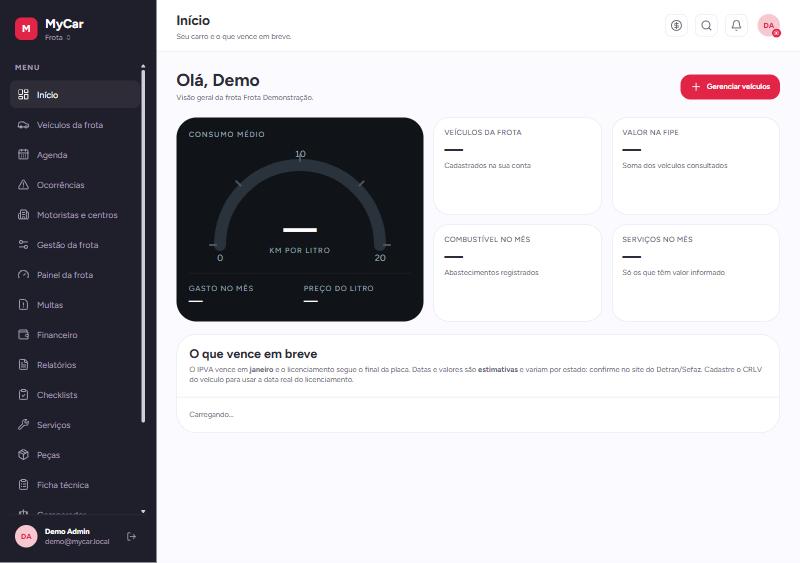 M
MyCar
Frota
MENU
Início
Veículos da frota
Agenda
Ocorrências
Motoristas e centros
Gestão da frota
Painel da frota
Multas
Financeiro
Relatórios
Checklists
Serviços
Peças
Ficha técnica
DA
Demo Admin
demo@mycar.local
Início
Seu carro e o que vence em breve.
DA
Olá, Demo
Visão geral da frota Frota Demonstração.
Gerenciar veículos
CONSUMO MÉDIO
10
0
20
—
KM POR LITRO
GASTO NO MÊS
—
PREÇO DO LITRO
—
VEÍCULOS DA FROTA
—
Cadastrados na sua conta
VALOR NA FIPE
—
Soma dos veículos consultados
COMBUSTÍVEL NO MÊS
—
Abastecimentos registrados
SERVIÇOS NO MÊS
—
Só os que têm valor informado
O que vence em breve
O IPVA vence em janeiro e o licenciamento segue o final da placa. Datas e valores são estimativas e variam por estado: confirme no site do Detran/Sefaz. Cadastre o CRLV
do veículo para usar a data real do licenciamento.
Carregando...